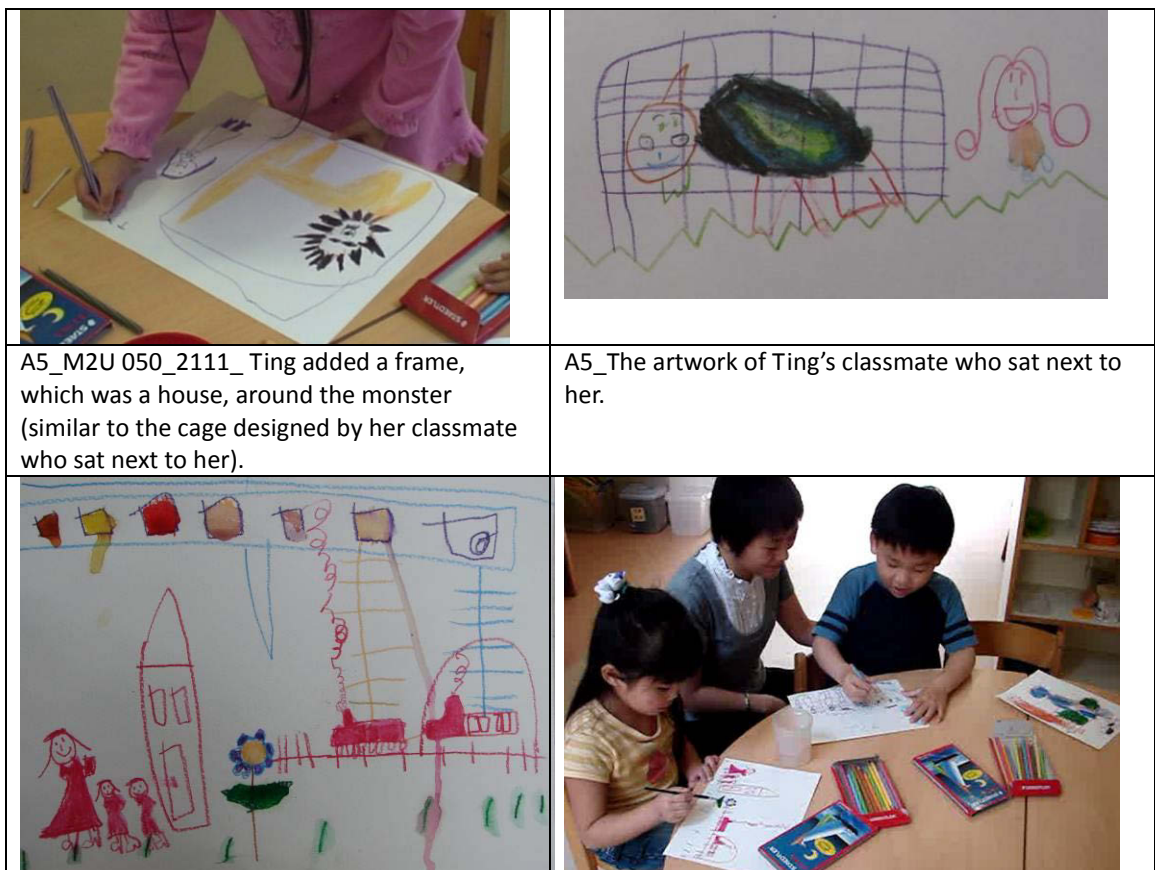 STAEDTLER
A5_M2U 050_2111_ Ting added a frame,
which was a house, around the monster
(similar to the cage designed by her classmate
who sat next to her).
A5_The artwork of Ting’s classmate who sat next to
her.